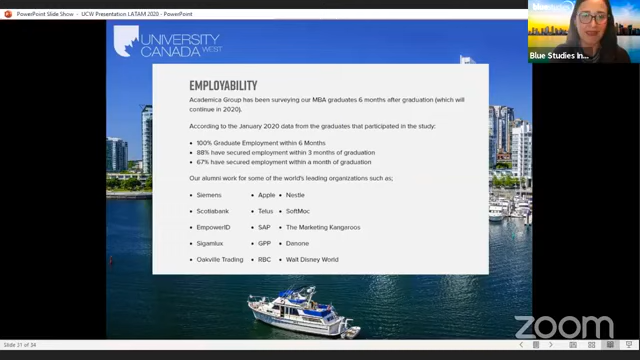 PowerPoint Slide Show - UCW Presentation LATAM 2020 - PowerPoint
UNIVERSITY
CANADA WEST
Blue Studies In...
EMPLOYABILITY
Academica Group has been surveying our MBA graduates 6 months after graduation (which will
continue in 2020).
According to the January 2020 data from the graduates that participated in the study:
• 100% Graduate Employment within 6 Months
• 88% have secured employment within 3 months of graduation
• 67% have secured employment within a month of graduation
Our alumni work for some of the world's leading organizations such as;
• Siemens • Apple • Nestle
• Scotiabank • Telus • SoftMoc
• EmpowerID • SAP • The Marketing Kangaroos
• Sigamlux • GPP • Danone
• Oakville Trading • RBC • Walt Disney World
zoom
Slide 31 of 34